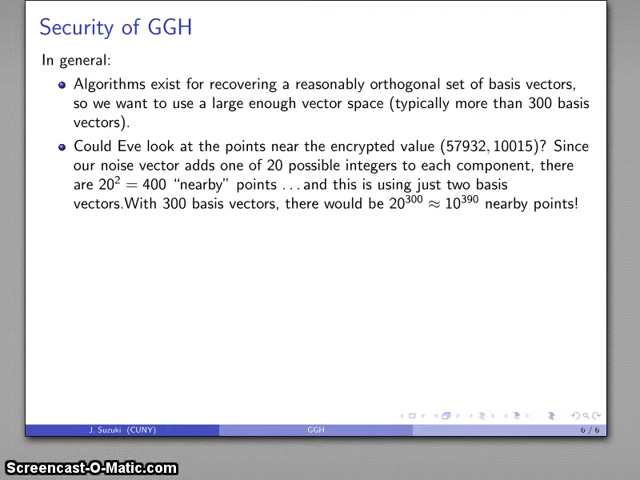 Security of GGH
In general:
Algorithms exist for recovering a reasonably orthogonal set of basis vectors,
so we want to use a large enough vector space (typically more than 300 basis
vectors).
Could Eve look at the points near the encrypted value (57932, 10015)? Since
our noise vector adds one of 20 possible integers to each component, there
are 20² = 400 “nearby” points . . . and this is using just two basis
vectors.With 300 basis vectors, there would be 20³⁰⁰ ≈ 10³⁹⁰ nearby points!
J. Suzuki (CUNY) GGH 6 / 6
Screencast-O-Matic.com